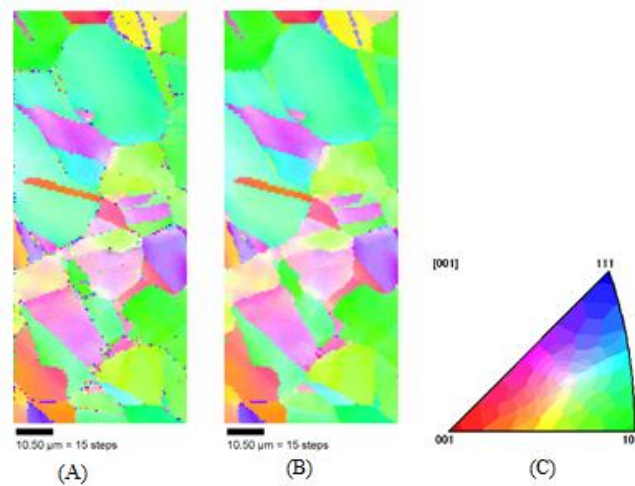 [001]
111
001
10
10.50 µm = 15 steps
10.50 µm = 15 steps
(A)
(B)
(C)